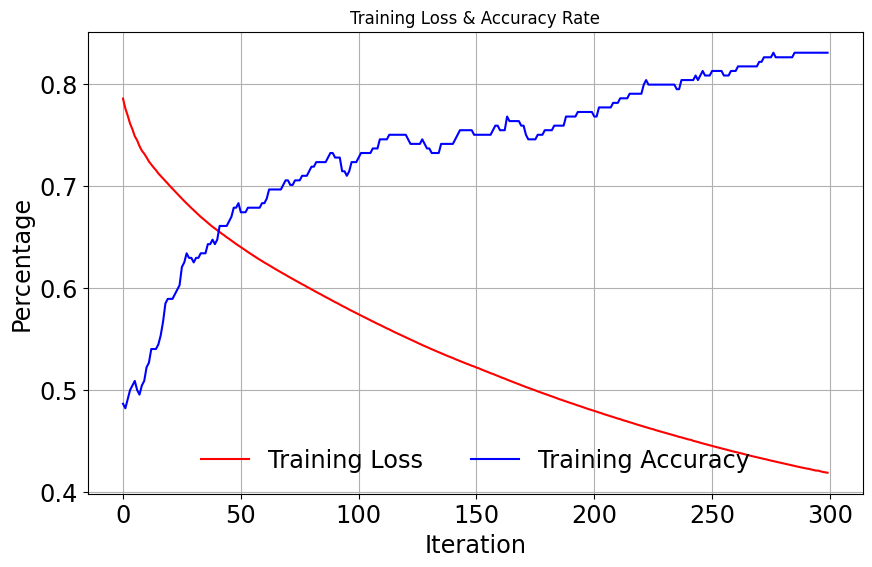 Training Loss & Accuracy Rate
0.8
0.7
0.6
0.5
0.4
Percentage
Training Loss Training Accuracy
0 50 100 150 200 250 300
Iteration